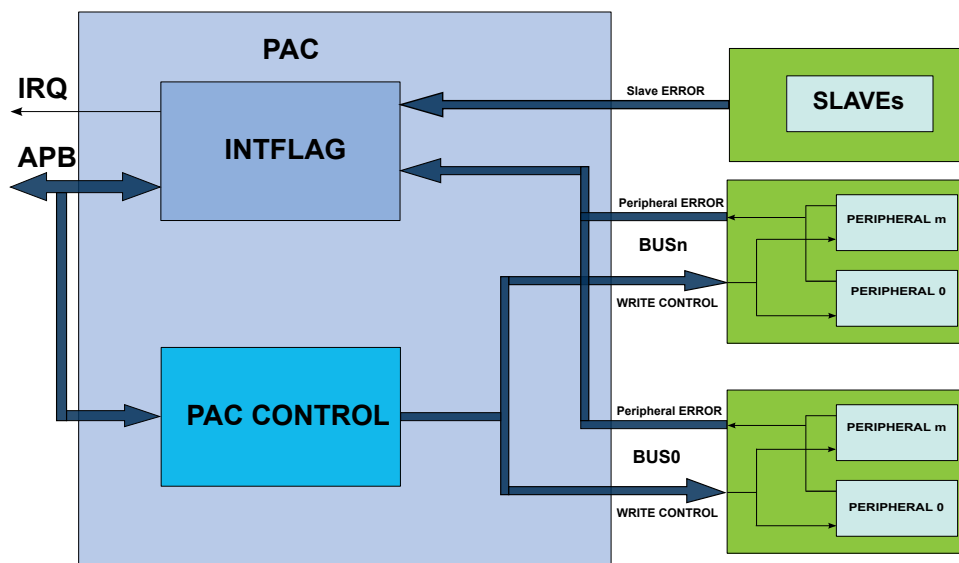 PAC
IRQ
INTFLAG
APB
Slave ERROR
SLAVEs
Peripheral ERROR
BUSn
WRITE CONTROL
PERIPHERAL m
PERIPHERAL 0
PAC CONTROL
Peripheral ERROR
BUS0
WRITE CONTROL
PERIPHERAL m
PERIPHERAL 0